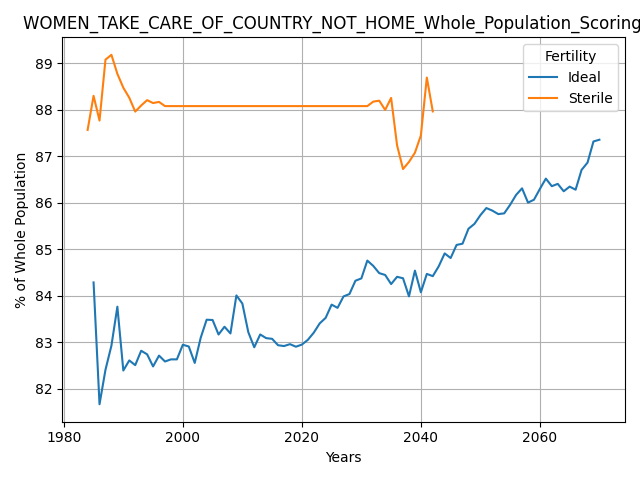 WOMEN_TAKE_CARE_OF_COUNTRY_NOT_HOME_Whole_Population_Scoring
Fertility
Ideal
Sterile
89
88
87
86
85
84
83
82
% of Whole Population
1980
2000
2020
2040
2060
Years